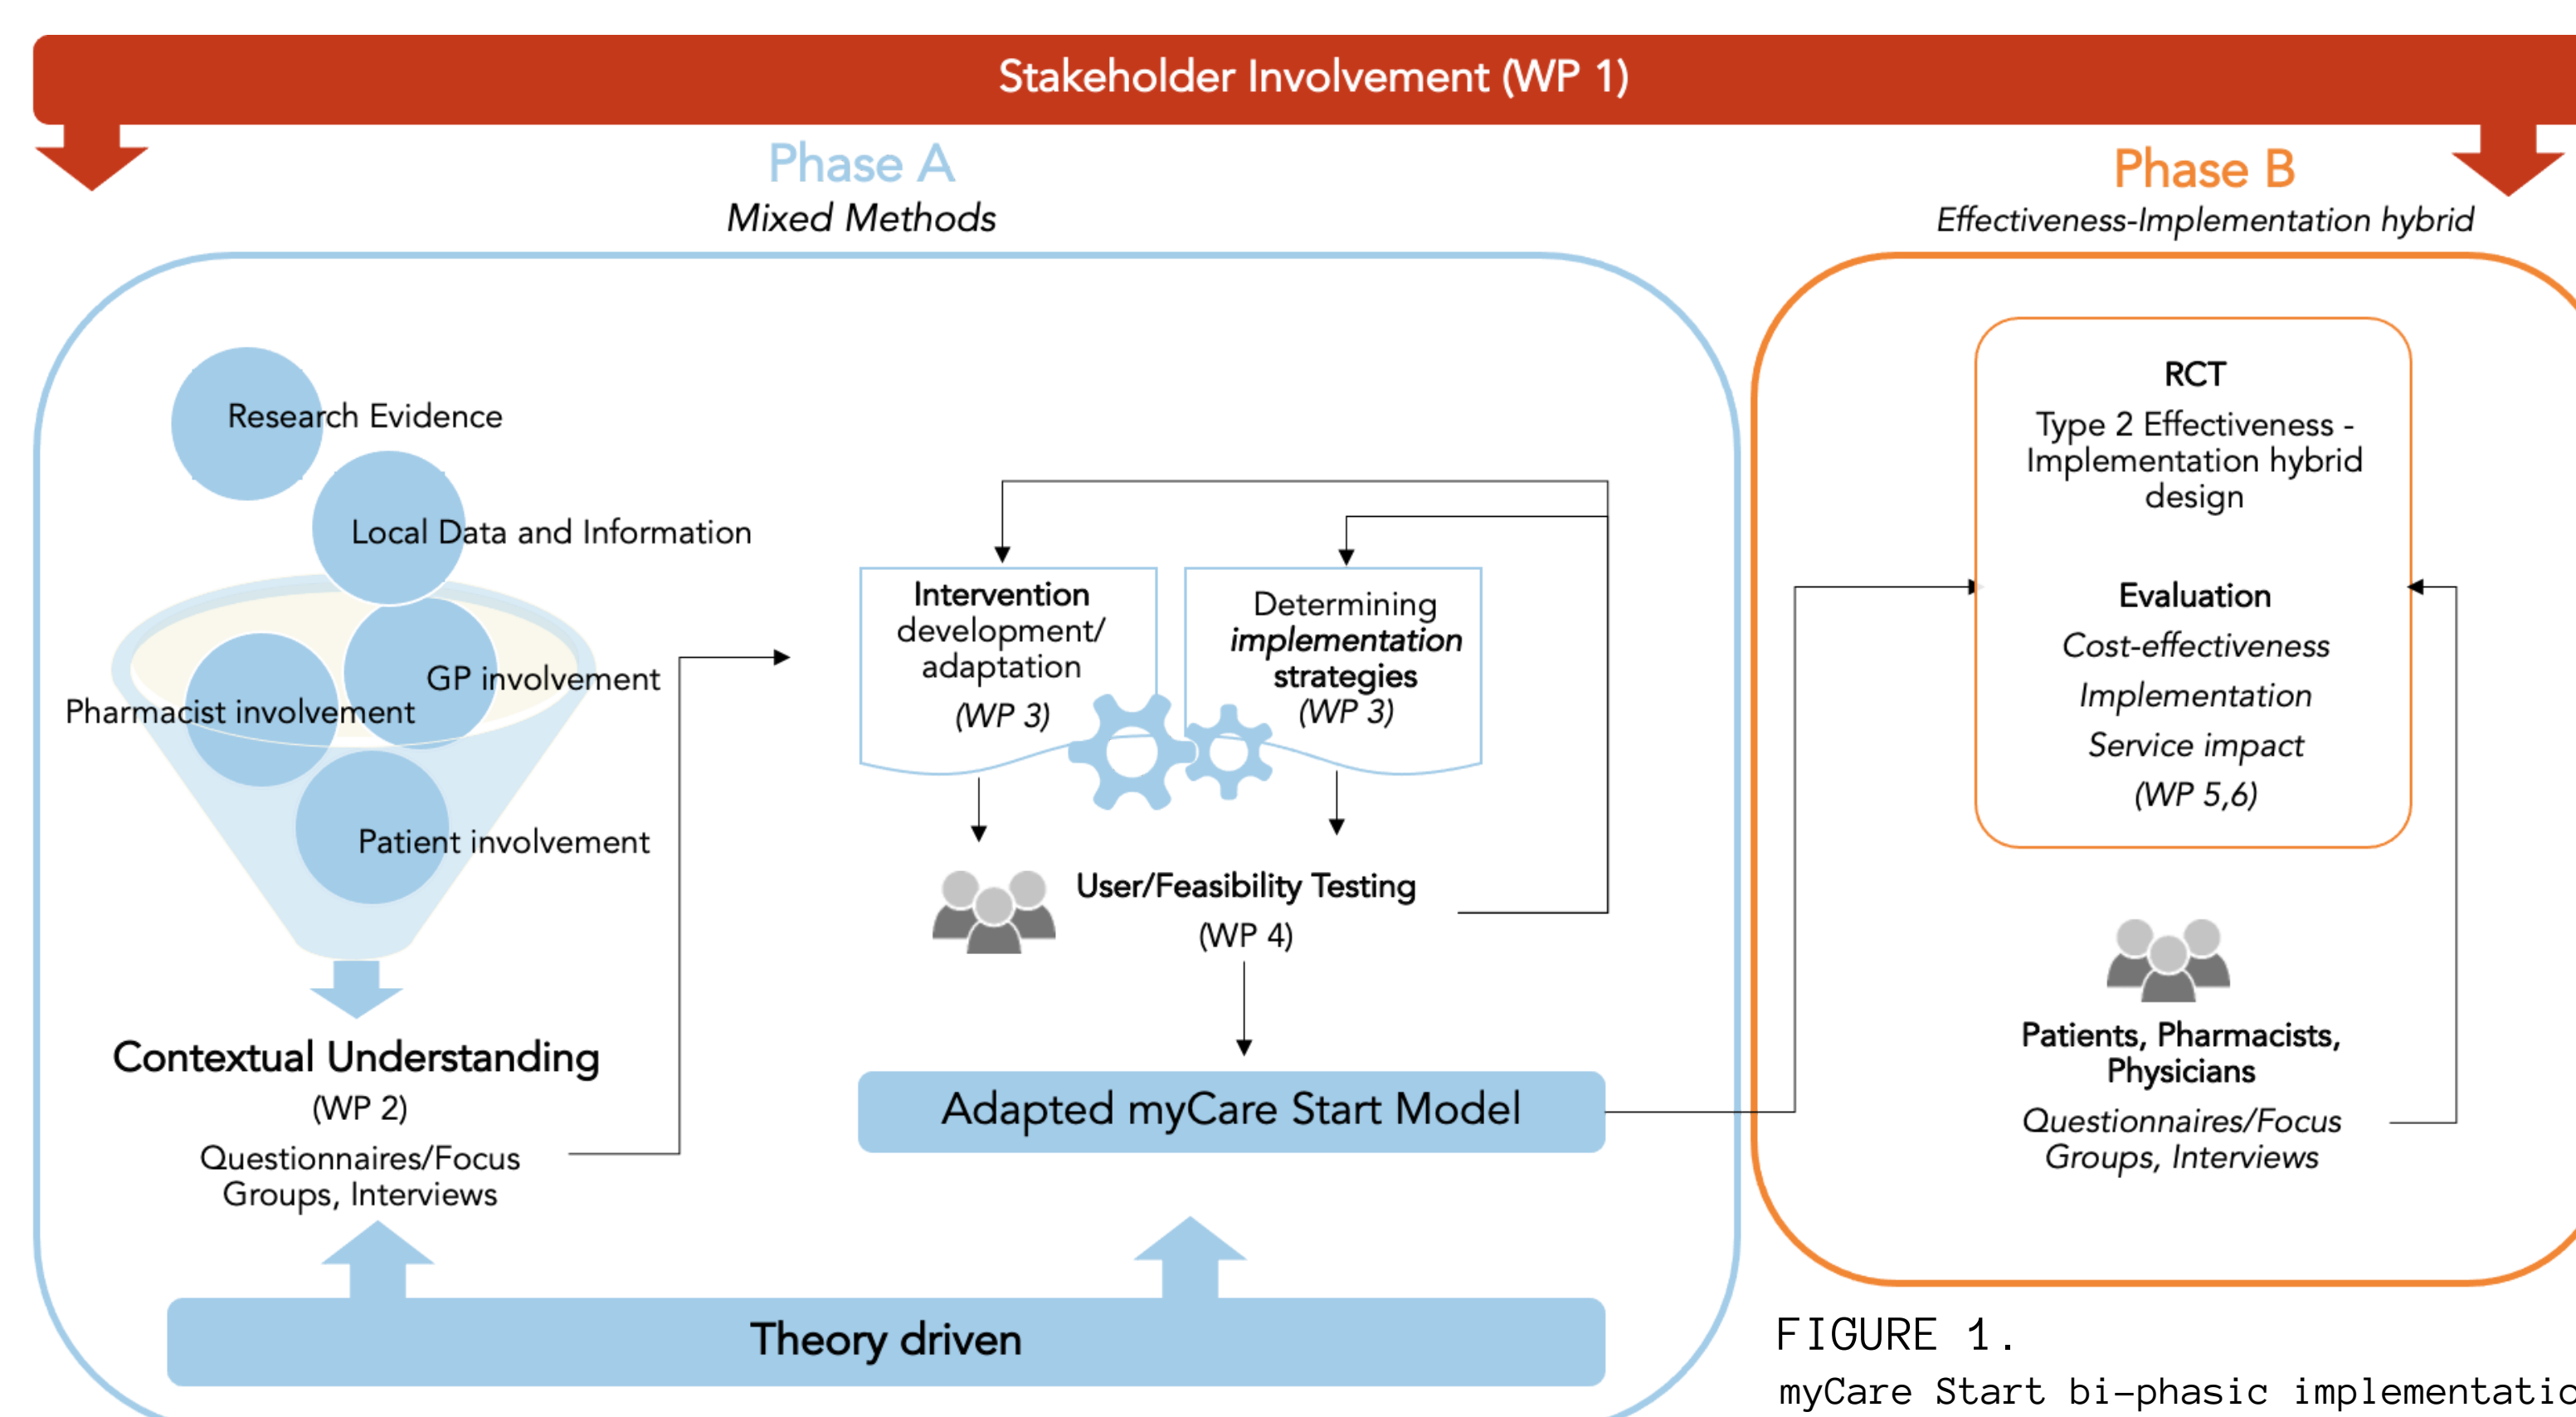 Stakeholder Involvement (WP 1)
Phase A
Mixed Methods
Phase B
Effectiveness-Implementation hybrid
Research Evidence
Local Data and Information
GP involvement
Pharmacist involvement
Patient involvement
Contextual Understanding
(WP 2)
Questionnaires/Focus
Groups, Interviews
Intervention
development/
adaptation
(WP 3)
Determining
implementation
strategies
(WP 3)
User/Feasibility Testing
(WP 4)
Adapted myCare Start Model
Theory driven
RCT
Type 2 Effectiveness -
Implementation hybrid
design
Evaluation
Cost-effectiveness
Implementation
Service impact
(WP 5,6)
Patients, Pharmacists,
Physicians
Questionnaires/Focus
Groups, Interviews
FIGURE 1.
myCare Start bi-phasic